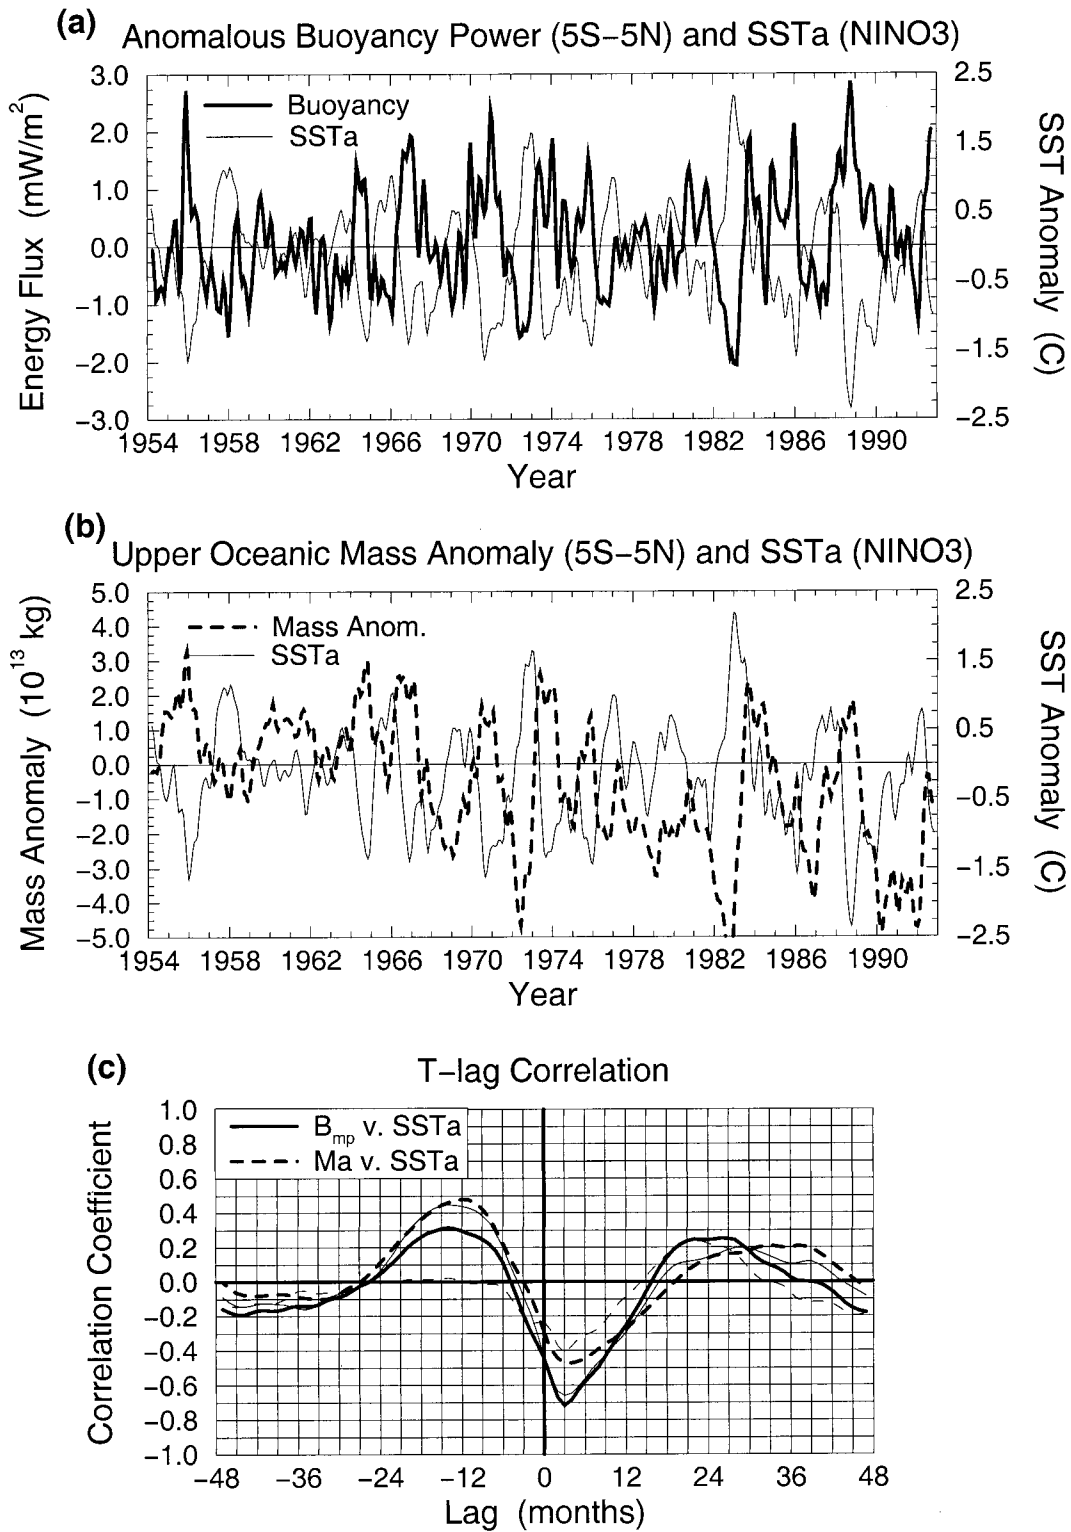 (a)
Anomalous Buoyancy Power (5S−5N) and SSTa (NINO3)
Energy Flux (mW/m²)
3.0
2.0
1.0
0.0
−1.0
−2.0
−3.0
Buoyancy
SSTa
2.5
1.5
0.5
−0.5
−1.5
−2.5
SST Anomaly (C)
1954 1958 1962 1966 1970 1974 1978 1982 1986 1990
Year
(b)
Upper Oceanic Mass Anomaly (5S−5N) and SSTa (NINO3)
Mass Anomaly (10¹³ kg)
5.0
4.0
3.0
2.0
1.0
0.0
−1.0
−2.0
−3.0
−4.0
−5.0
Mass Anom.
SSTa
2.5
1.5
0.5
−0.5
−1.5
−2.5
SST Anomaly (C)
1954 1958 1962 1966 1970 1974 1978 1982 1986 1990
Year
(c)
T−lag Correlation
Correlation Coefficient
1.0
0.8
0.6
0.4
0.2
0.0
−0.2
−0.4
−0.6
−0.8
−1.0
Bmp v. SSTa
Ma v. SSTa
−48 −36 −24 −12 0 12 24 36 48
Lag (months)